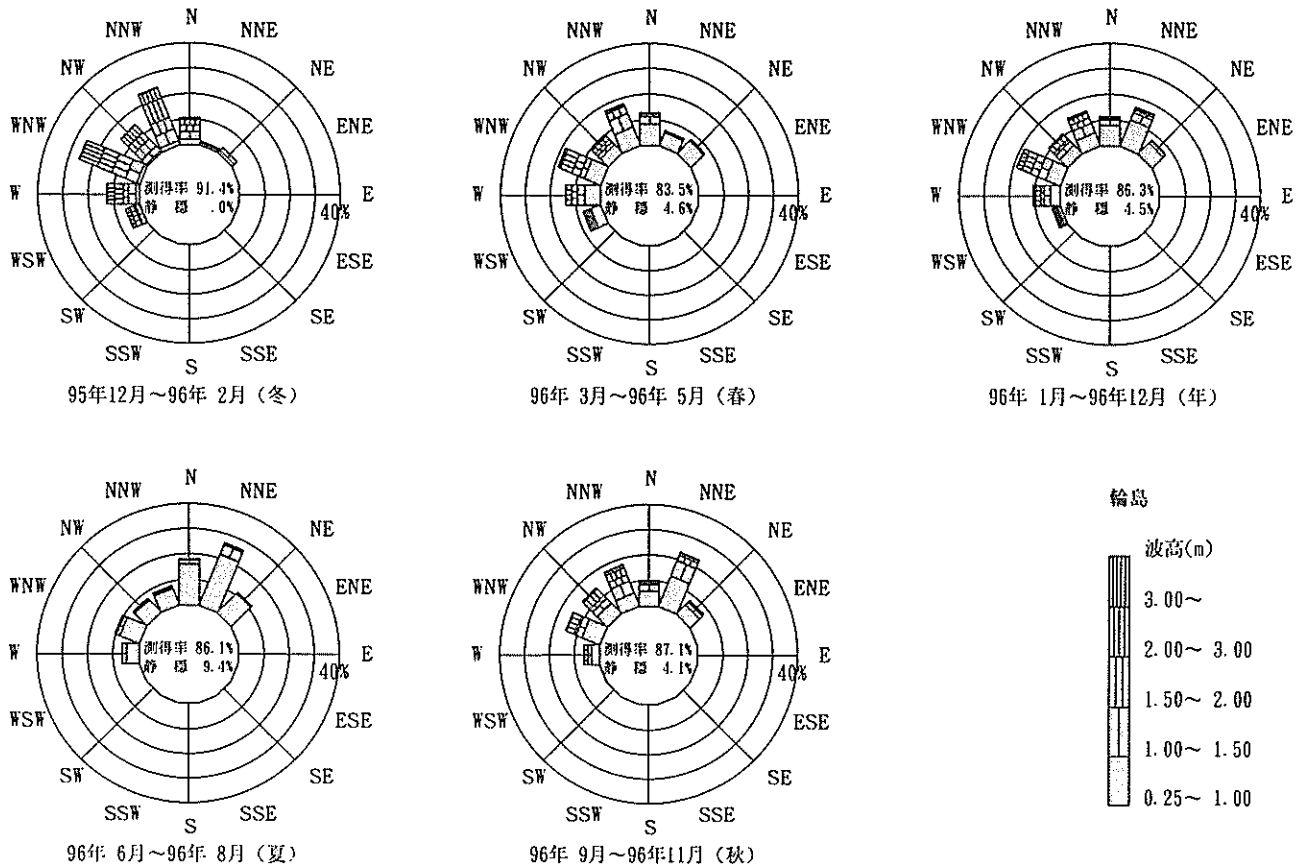 N
NNW NNE
NW NE
WNW ENE
W E
測得率 91.4%
静 穏 .0%
40%
WSW ESE
SW SE
SSW SSE
S
95年12月～96年 2月（冬）
N
NNW NNE
NW NE
WNW ENE
W E
測得率 83.5%
静 穏 4.6%
40%
WSW ESE
SW SE
SSW SSE
S
96年 3月～96年 5月（春）
N
NNW NNE
NW NE
WNW ENE
W E
測得率 86.3%
静 穏 4.5%
40%
WSW ESE
SW SE
SSW SSE
S
96年 1月～96年12月（年）
N
NNW NNE
NW NE
WNW ENE
W E
測得率 86.1%
静 穏 9.4%
40%
WSW ESE
SW SE
SSW SSE
S
96年 6月～96年 8月（夏）
N
NNW NNE
NW NE
WNW ENE
W E
測得率 87.1%
静 穏 4.1%
40%
WSW ESE
SW SE
SSW SSE
S
96年 9月～96年11月（秋）
輪島
波高(m)
3.00～
2.00～ 3.00
1.50～ 2.00
1.00～ 1.50
0.25～ 1.00